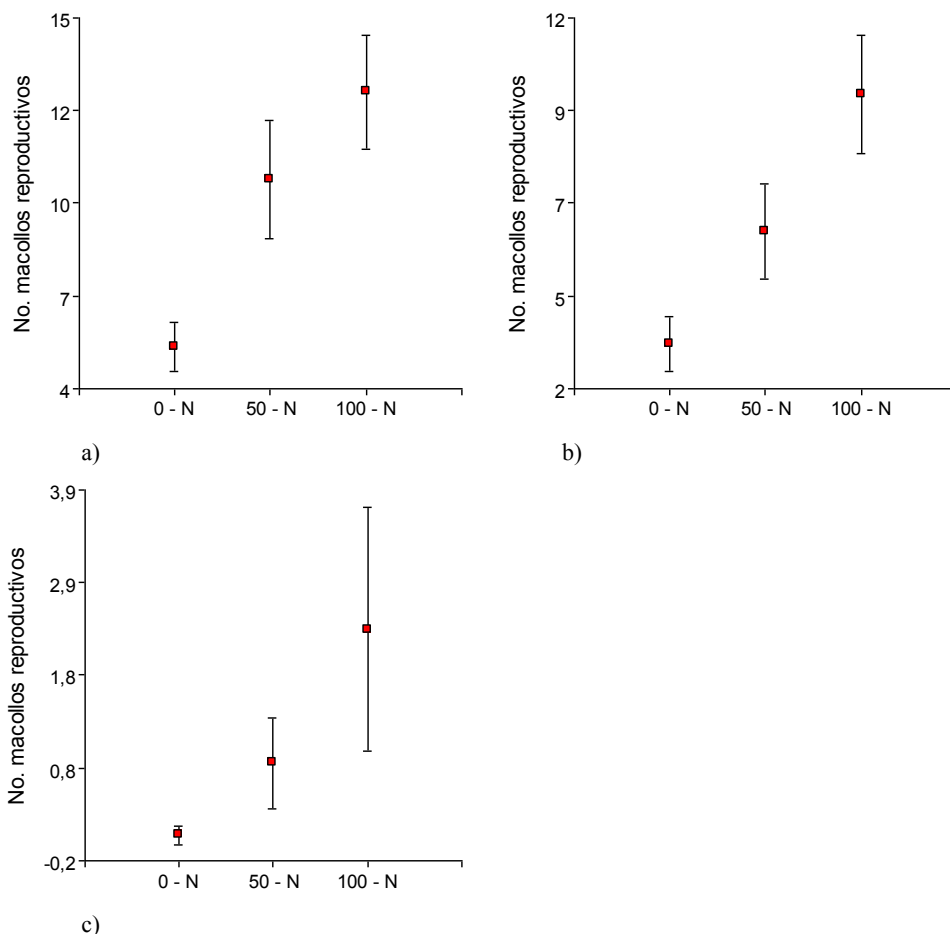 No. macollos reproductivos
15
12
10
7
4
0 - N 50 - N 100 - N
a)
No. macollos reproductivos
12
9
7
5
2
0 - N 50 - N 100 - N
b)
No. macollos reproductivos
3,9
2,9
1,8
0,8
-0,2
0 - N 50 - N 100 - N
c)